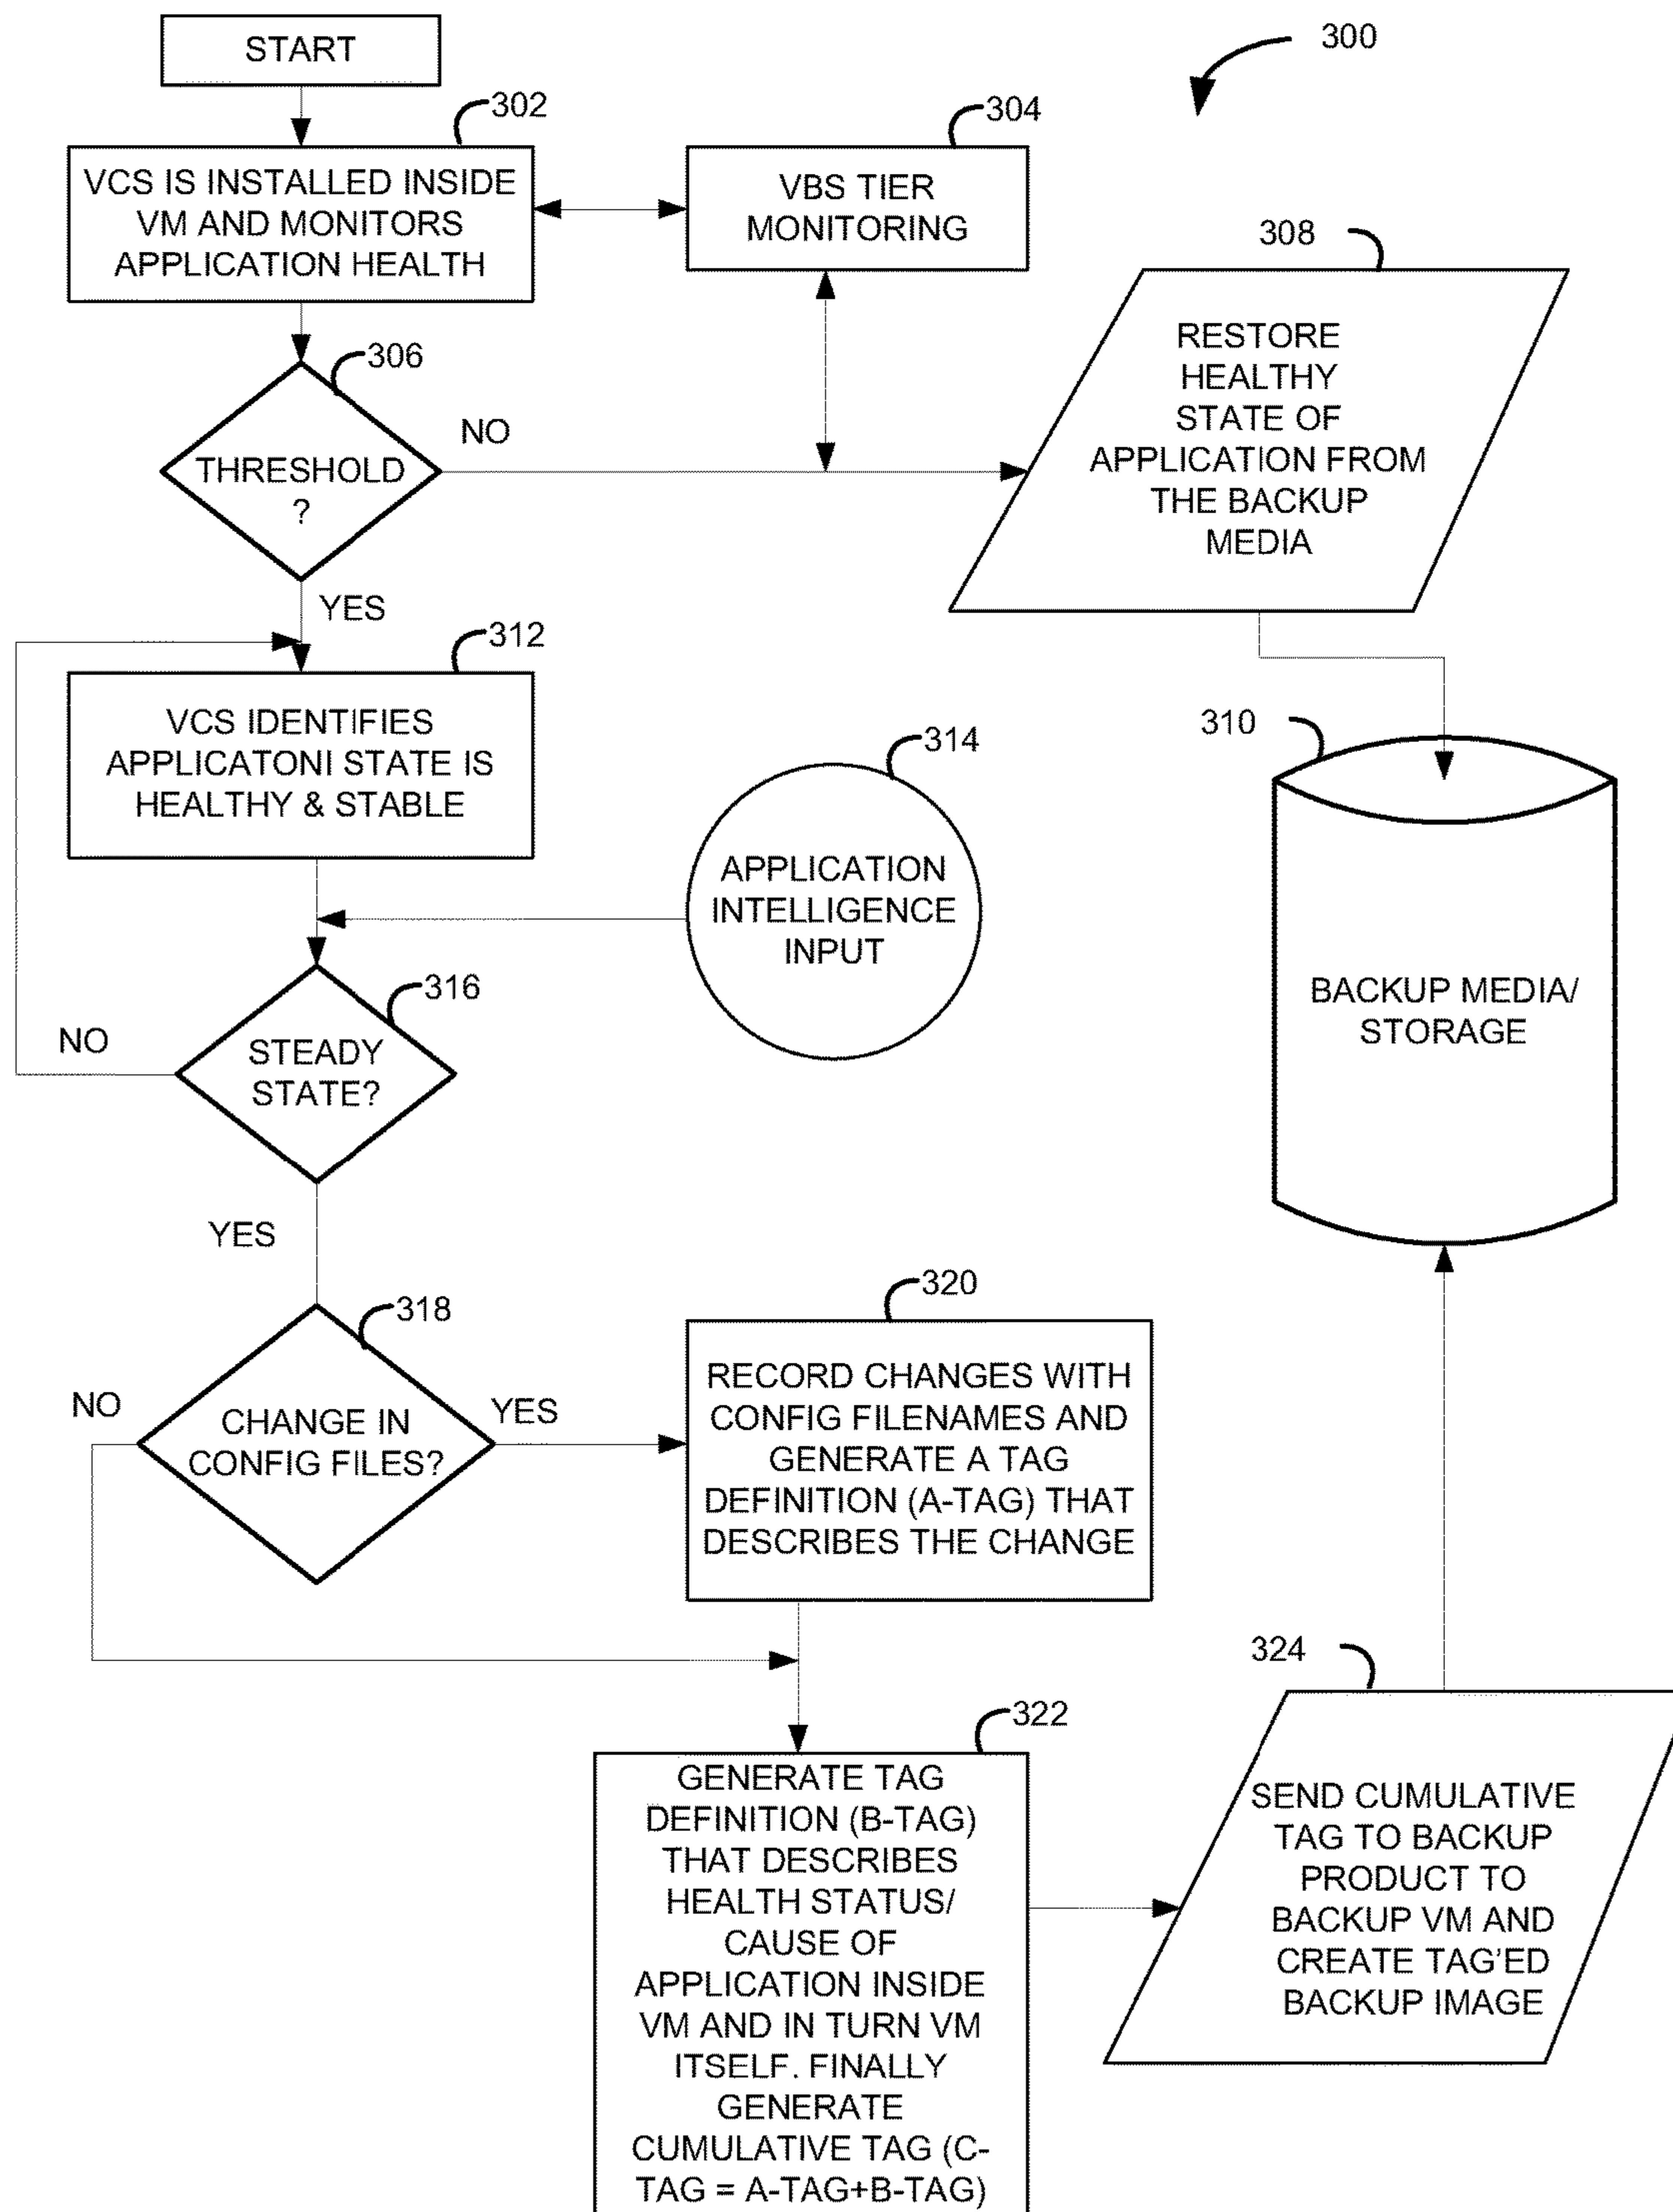 START
300
302
VCS IS INSTALLED INSIDE
VM AND MONITORS
APPLICATION HEALTH
304
VBS TIER
MONITORING
306
THRESHOLD
?
NO
YES
308
RESTORE
HEALTHY
STATE OF
APPLICATION FROM
THE BACKUP
MEDIA
310
BACKUP MEDIA/
STORAGE
312
VCS IDENTIFIES
APPLICATONI STATE IS
HEALTHY & STABLE
314
APPLICATION
INTELLIGENCE
INPUT
316
STEADY
STATE?
NO
YES
318
CHANGE IN
CONFIG FILES?
NO
YES
320
RECORD CHANGES WITH
CONFIG FILENAMES AND
GENERATE A TAG
DEFINITION (A-TAG) THAT
DESCRIBES THE CHANGE
322
GENERATE TAG
DEFINITION (B-TAG)
THAT DESCRIBES
HEALTH STATUS/
CAUSE OF
APPLICATION INSIDE
VM AND IN TURN VM
ITSELF. FINALLY
GENERATE
CUMULATIVE TAG (C-
TAG = A-TAG+B-TAG)
324
SEND CUMULATIVE
TAG TO BACKUP
PRODUCT TO
BACKUP VM AND
CREATE TAG'ED
BACKUP IMAGE